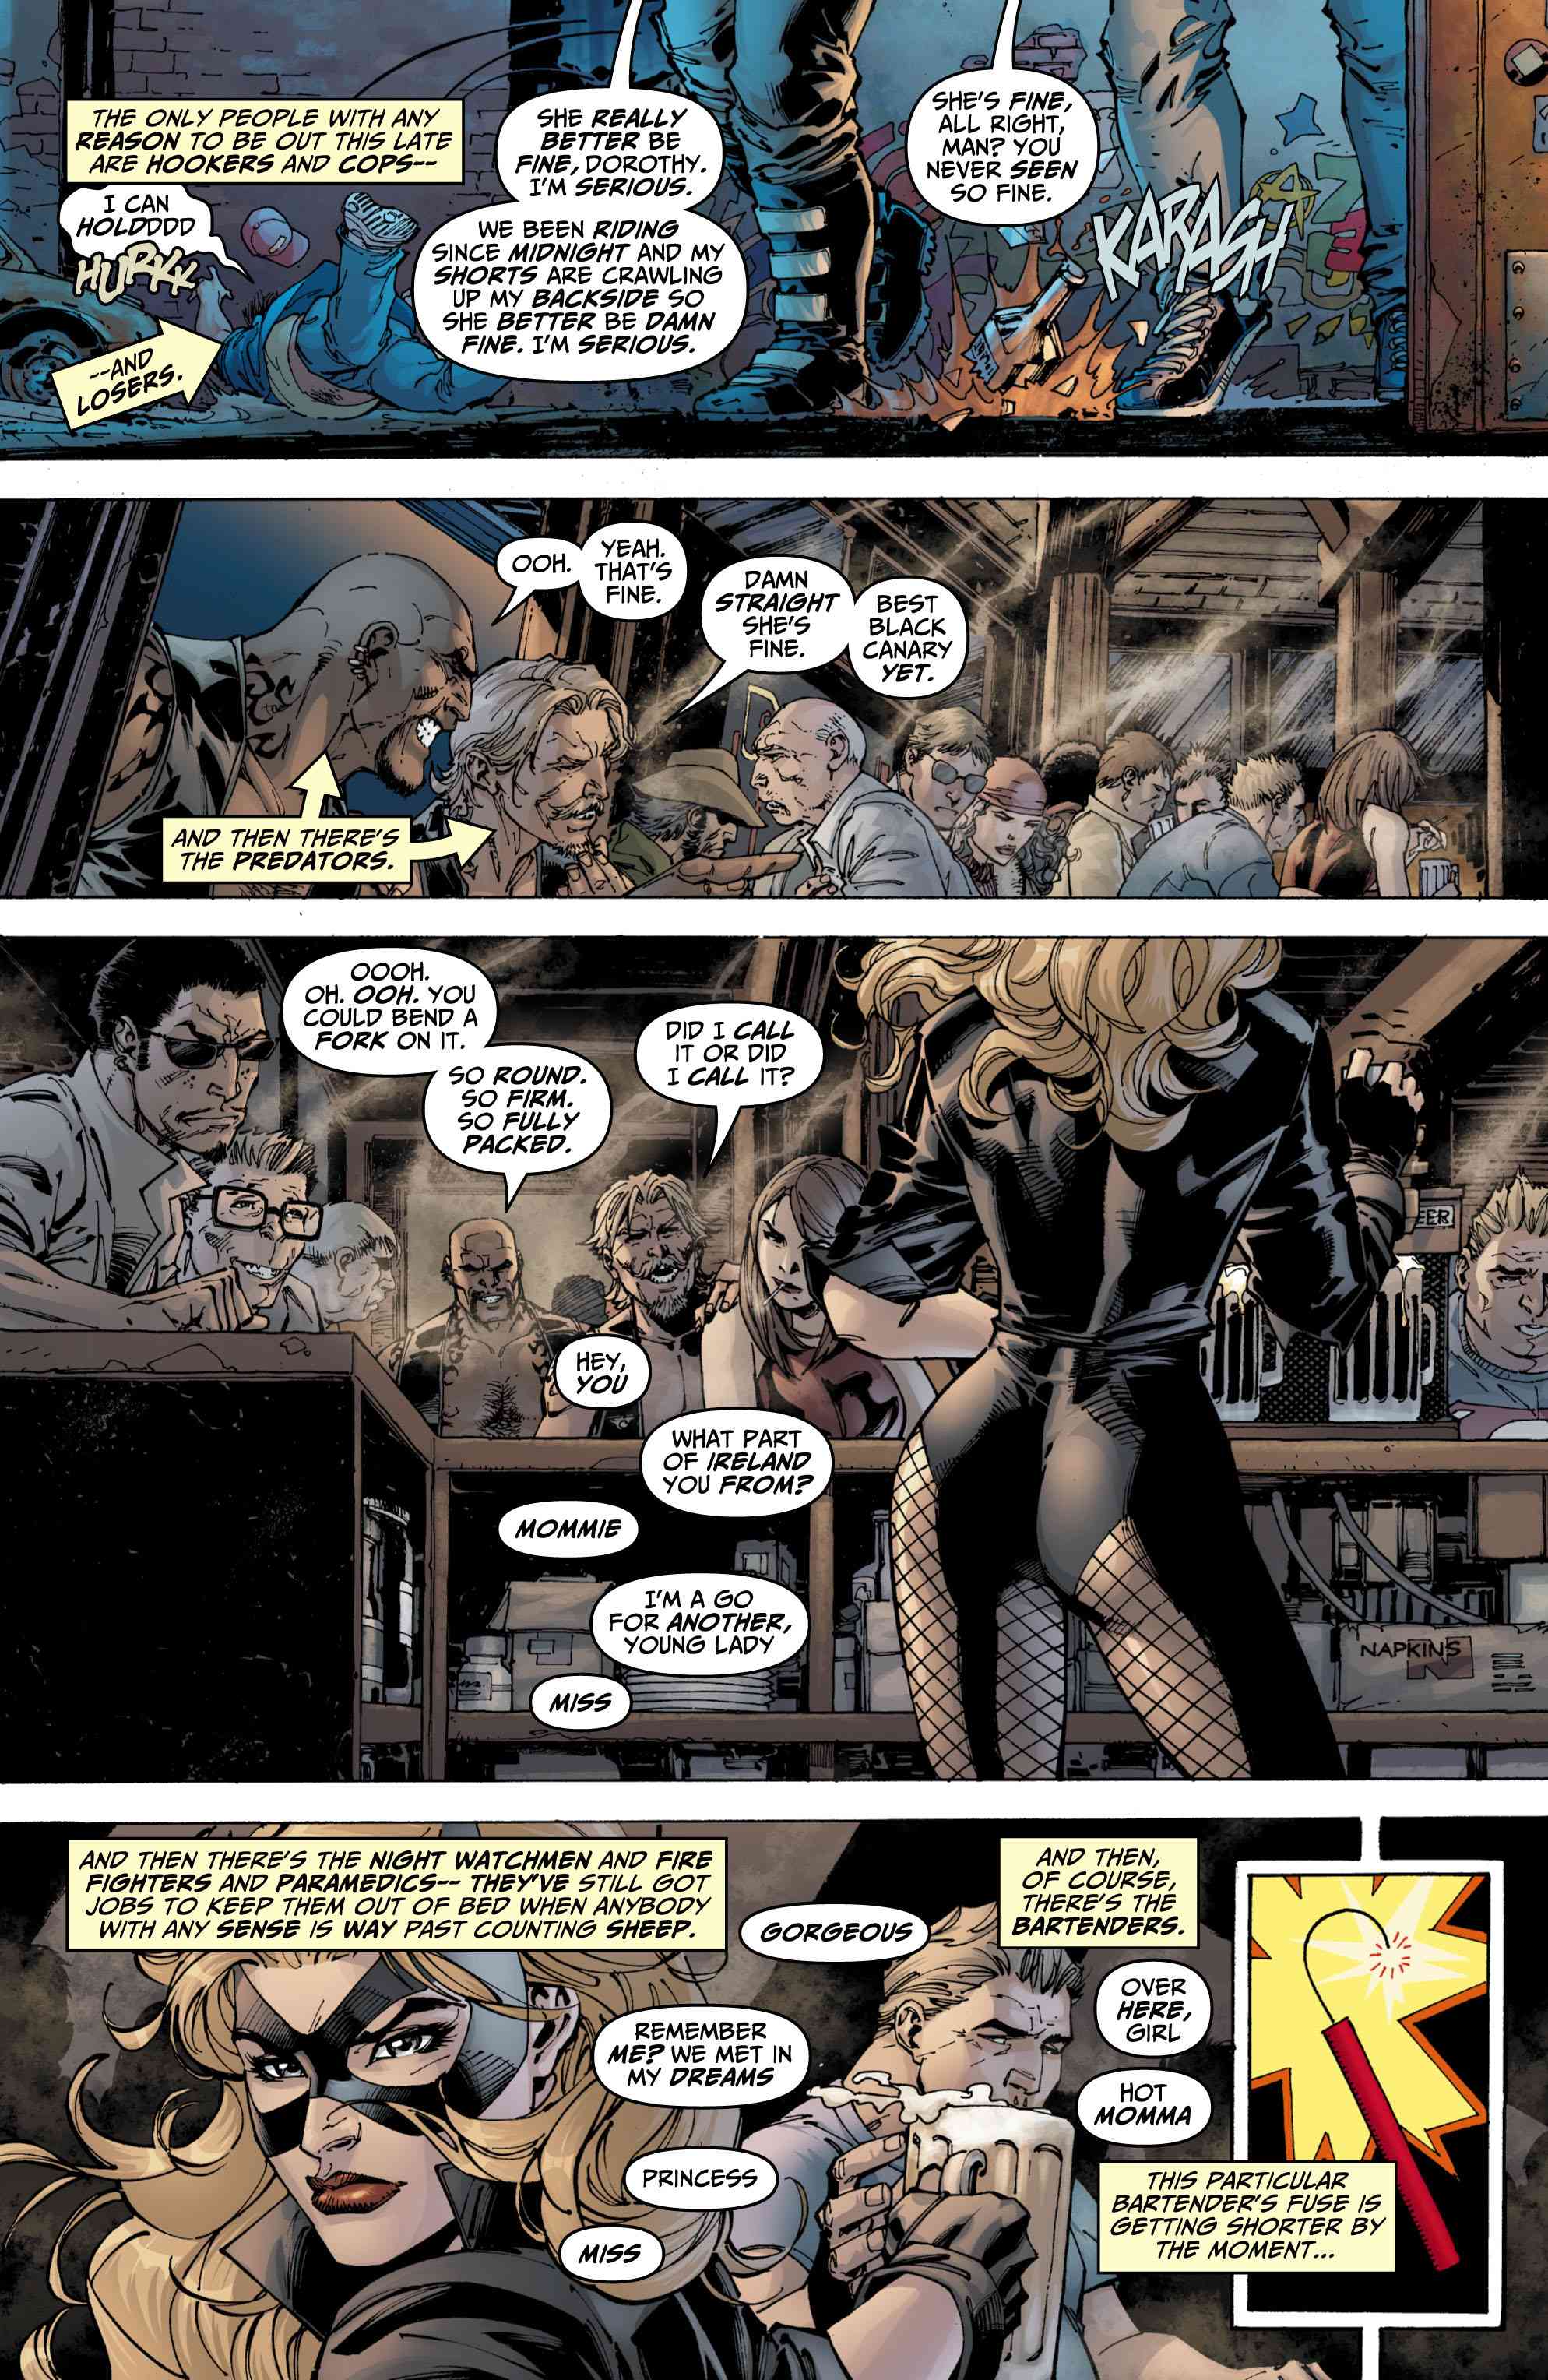 THE ONLY PEOPLE WITH ANY
REASON TO BE OUT THIS LATE
ARE HOOKERS AND COPS--
I CAN
HOLDDDD
HURKK
--AND
LOSERS.
SHE REALLY
BETTER BE
FINE, DOROTHY.
I'M SERIOUS.
WE BEEN RIDING
SINCE MIDNIGHT AND MY
SHORTS ARE CRAWLING
UP MY BACKSIDE SO
SHE BETTER BE DAMN
FINE. I'M SERIOUS.
SHE'S FINE,
ALL RIGHT,
MAN? YOU
NEVER SEEN
SO FINE.
KARASH
OOH.
YEAH.
THAT'S
FINE.
DAMN
STRAIGHT
SHE'S
FINE.
BEST
BLACK
CANARY
YET.
AND THEN THERE'S
THE PREDATORS.
OOOH.
OH. OOH. YOU
COULD BEND A
FORK ON IT.
SO ROUND.
SO FIRM.
SO FULLY
PACKED.
DID I CALL
IT OR DID
I CALL IT?
EER
HEY,
YOU
WHAT PART
OF IRELAND
YOU FROM?
MOMMIE
I'M A GO
FOR ANOTHER,
YOUNG LADY
MISS
NAPKINS
N
AND THEN THERE'S THE NIGHT WATCHMEN AND FIRE
FIGHTERS AND PARAMEDICS-- THEY'VE STILL GOT
JOBS TO KEEP THEM OUT OF BED WHEN ANYBODY
WITH ANY SENSE IS WAY PAST COUNTING SHEEP.
GORGEOUS
REMEMBER
ME? WE MET IN
MY DREAMS
PRINCESS
MISS
AND THEN,
OF COURSE,
THERE'S THE
BARTENDERS.
OVER
HERE,
GIRL
HOT
MOMMA
THIS PARTICULAR
BARTENDER'S FUSE IS
GETTING SHORTER BY
THE MOMENT...